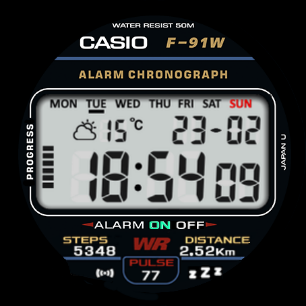 WATER RESIST 50M
CASIO F-91W
ALARM CHRONOGRAPH
MON TUE WED THU FRI SAT SUN
15°C 23-02
PROGRESS
18:54 09
JAPAN U
ALARM ON OFF
STEPS WR DISTANCE
5348 2,52Km
PULSE
77
z z z